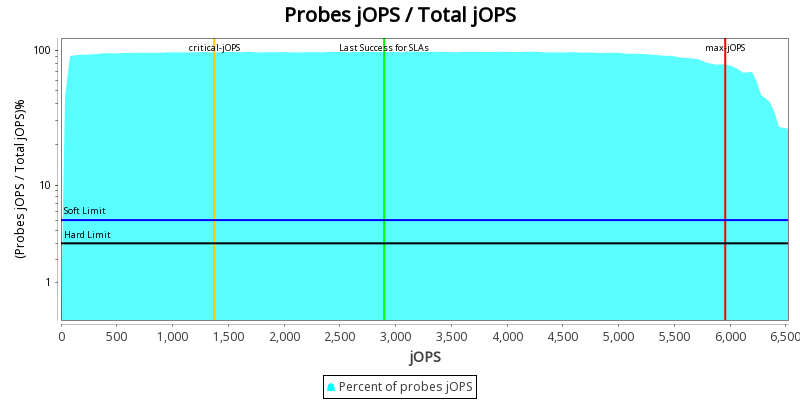 Probes jOPS / Total jOPS
(Probes jOPS / Total jOPS)%
100
10
1
critical-jOPS
Last Success for SLAs
max-jOPS
Soft Limit
Hard Limit
0 500 1,000 1,500 2,000 2,500 3,000 3,500 4,000 4,500 5,000 5,500 6,000 6,500
jOPS
Percent of probes jOPS